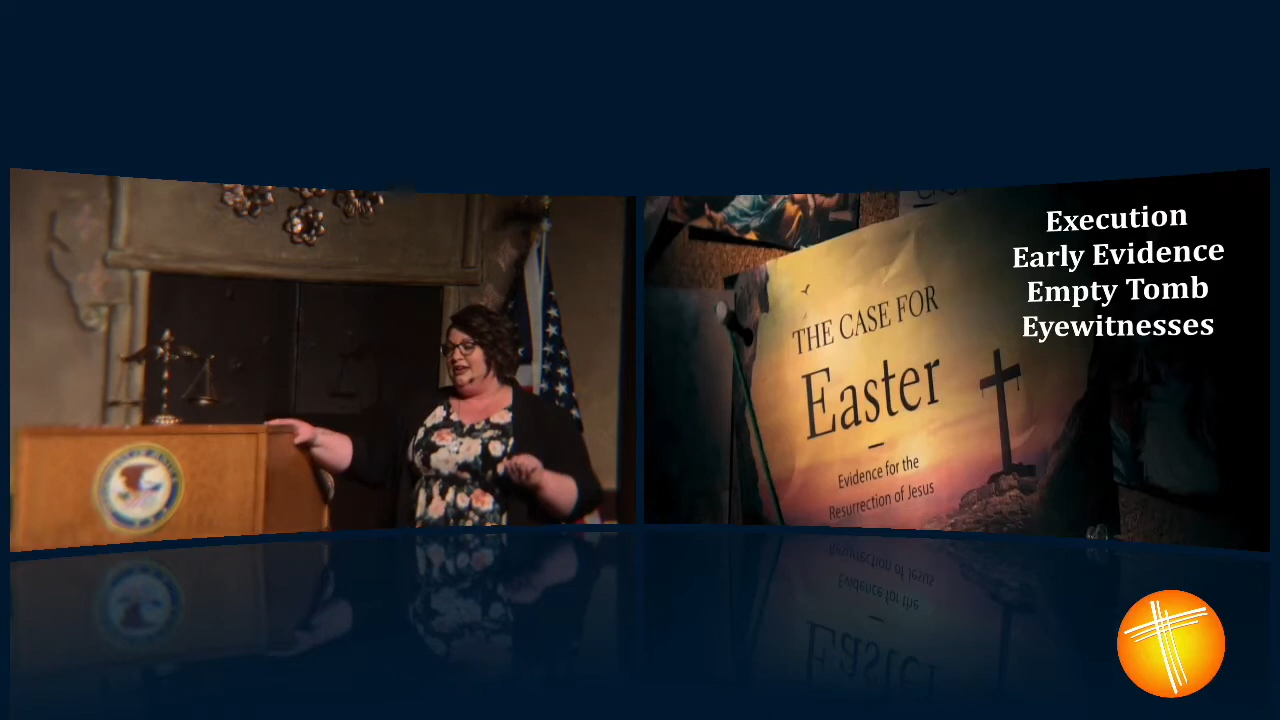 Execution
Early Evidence
Empty Tomb
Eyewitnesses
THE CASE FOR
Easter
Evidence for the
Resurrection of Jesus